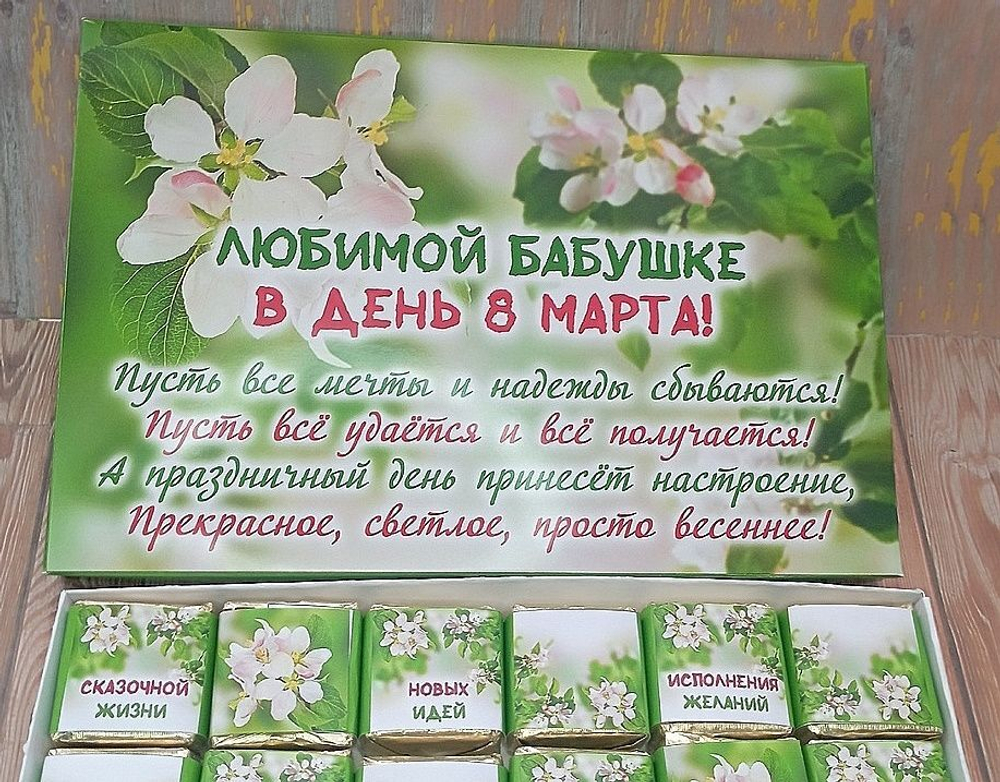 ЛЮБИМОЙ БАБУШКЕ
В ДЕНЬ 8 МАРТА!
Пусть все мечты и надежды сбываются!
Пусть всё удаётся и всё получается!
А праздничный день принесёт настроение,
Прекрасное, светлое, просто весеннее!
СКАЗОЧНОЙ
ЖИЗНИ
НОВЫХ
ИДЕЙ
ИСПОЛНЕНИЯ
ЖЕЛАНИЙ